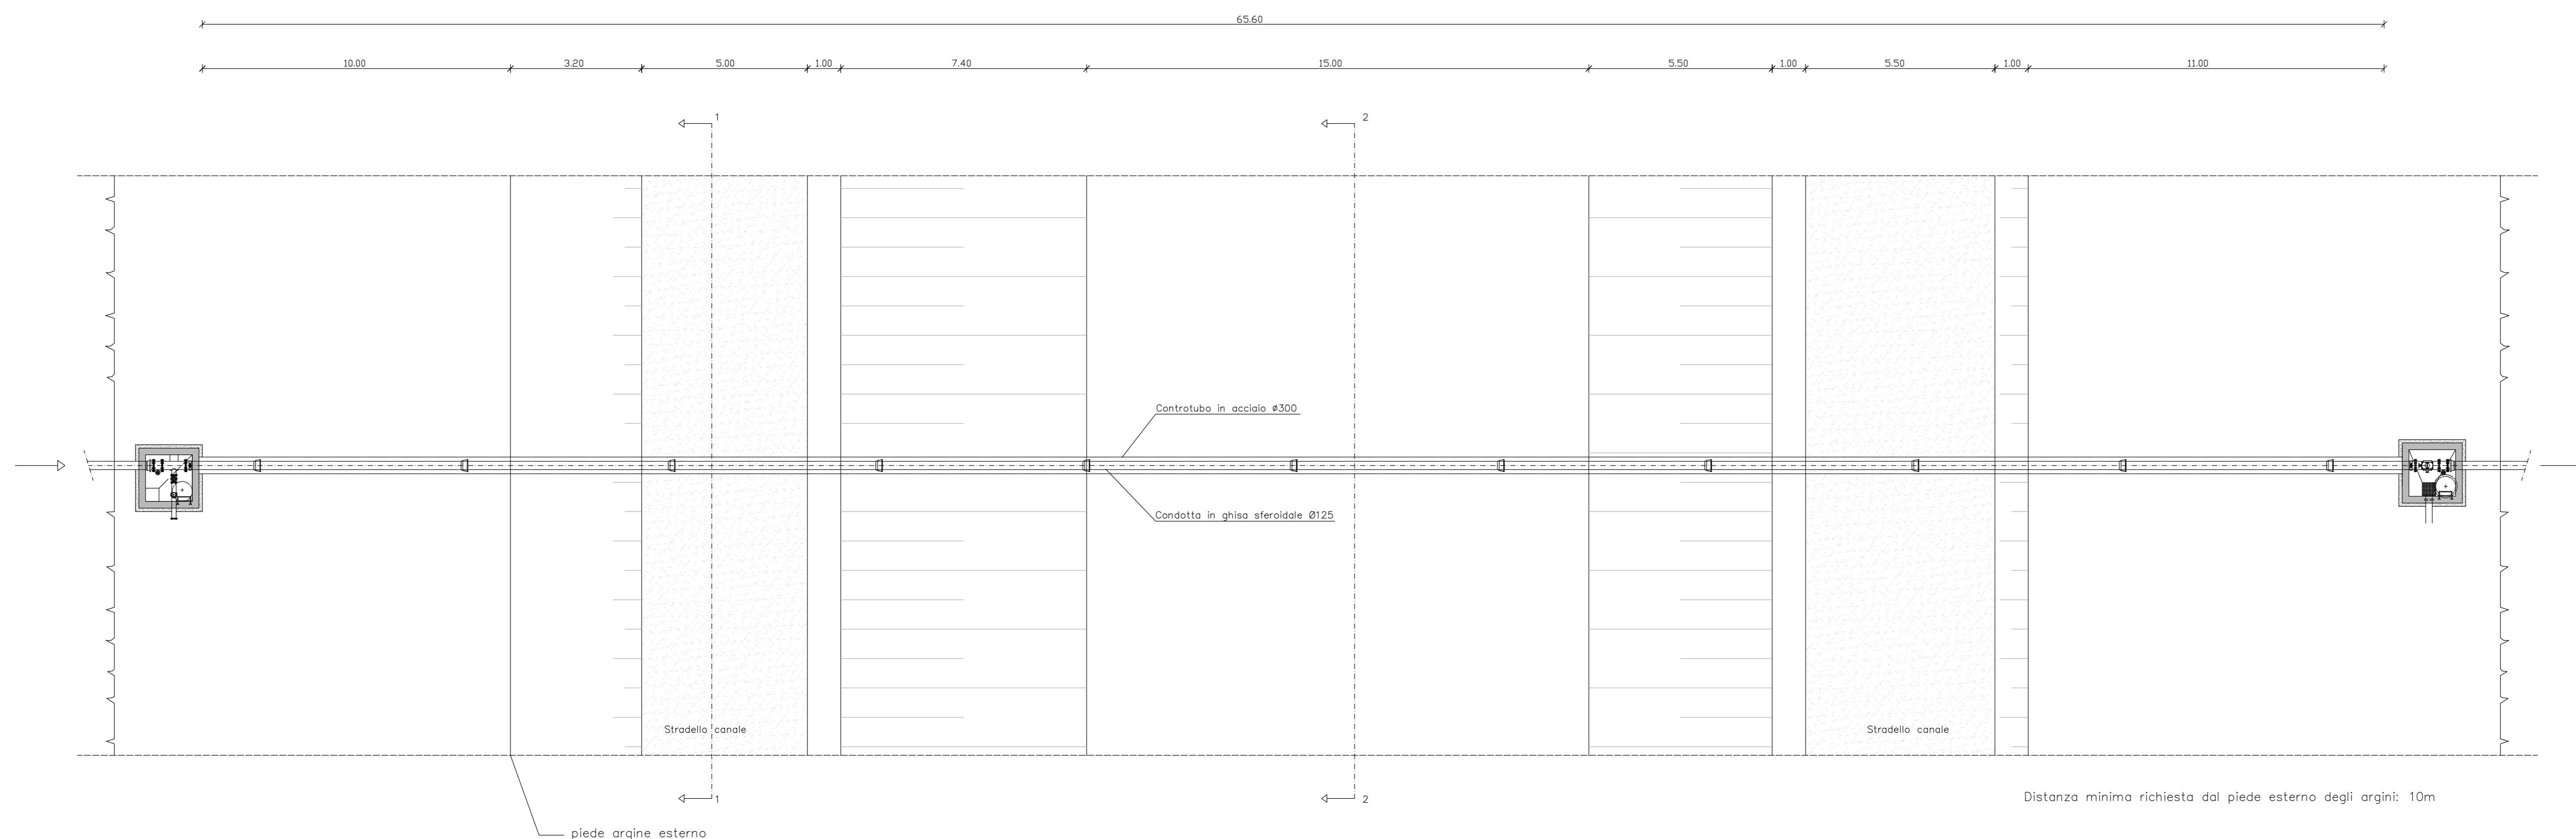 65.60
10.00 3.20 5.00 1.00 7.40 15.00 5.50 1.00 5.50 1.00 11.00
1 2
Controtubo in acciaio ø300
Condotta in ghisa sferoidale Ø125
Stradello canale Stradello canale
1 2
Distanza minima richiesta dal piede esterno degli argini: 10m
piede argine esterno